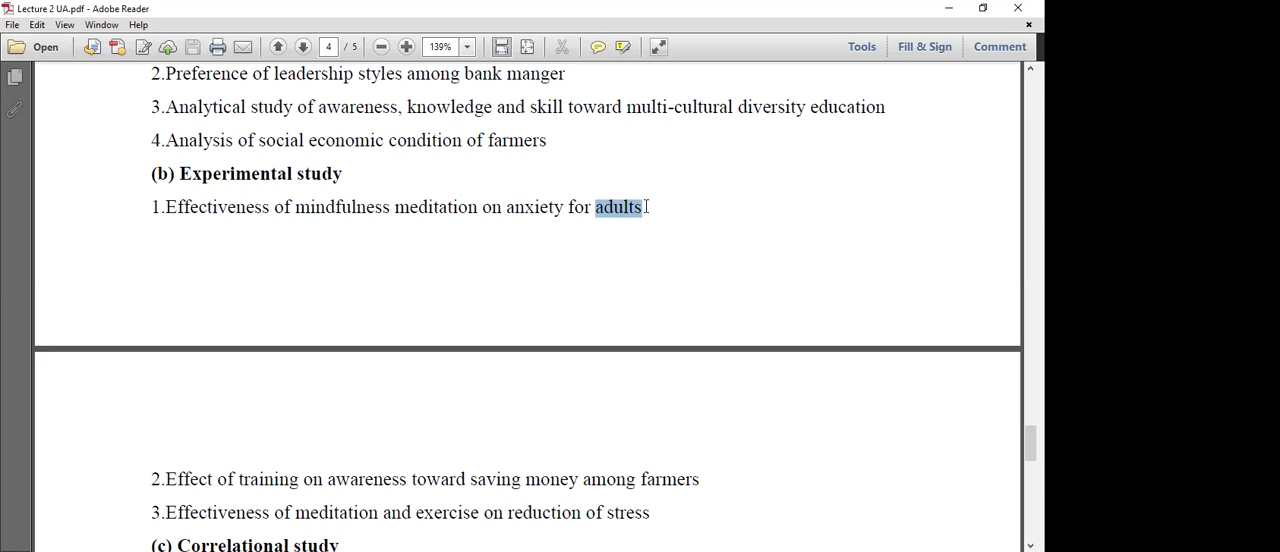 Lecture 2 UA.pdf - Adobe Reader
File Edit View Window Help
Open 4 / 5 139% Tools Fill & Sign Comment
2.Preference of leadership styles among bank manger
3.Analytical study of awareness, knowledge and skill toward multi-cultural diversity education
4.Analysis of social economic condition of farmers
(b) Experimental study
1.Effectiveness of mindfulness meditation on anxiety for adults
2.Effect of training on awareness toward saving money among farmers
3.Effectiveness of meditation and exercise on reduction of stress
(c) Correlational study